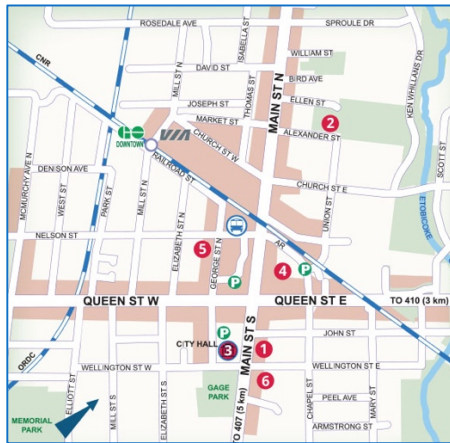 ROSEDALE AVE
SPROULE DR
ISABELLA ST
KEN WHILLANS DR
CNR
WILLIAM ST
DAVID ST
MILL ST N
BIRD AVE
THOMAS ST
MAIN ST N
JOSEPH ST
ELLEN ST
MARKET ST
2
GO
VIA
DOWNTOWN
CHURCH ST W
ALEXANDER ST
RAILROAD ST
SCOTT ST
MCMURCHY AVE N
DENISON AVE
WEST ST
PARK ST
MILL ST N
ELIZABETH ST N
CHURCH ST E
ETOBICOKE
UNION ST
NELSON ST
GEORGE ST N
5
4
P
P
QUEEN ST W
QUEEN ST E
TO 410 (3 km)
P
JOHN ST
CITY HALL
3
MAIN ST S
1
ORDC
WELLINGTON ST W
WELLINGTON ST E
6
ELLIOTT ST
MILL ST S
ELIZABETH ST S
GAGE
PARK
TO 407 (5 km)
CHAPEL ST
PEEL AVE
MARY ST
MEMORIAL
PARK
ARMSTRONG ST